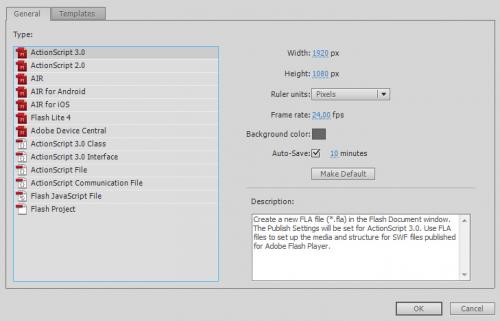 General
Templates
Type:
ActionScript 3.0
ActionScript 2.0
AIR
AIR for Android
AIR for iOS
Flash Lite 4
Adobe Device Central
ActionScript 3.0 Class
ActionScript 3.0 Interface
ActionScript File
ActionScript Communication File
Flash JavaScript File
Flash Project
Width: 1920 px
Height: 1080 px
Ruler units: Pixels
Frame rate: 24,00 fps
Background color:
Auto-Save: 10 minutes
Make Default
Description:
Create a new FLA file (*.fla) in the Flash Document window.
The Publish Settings will be set for ActionScript 3.0. Use FLA
files to set up the media and structure for SWF files published
for Adobe Flash Player.
OK
Cancel